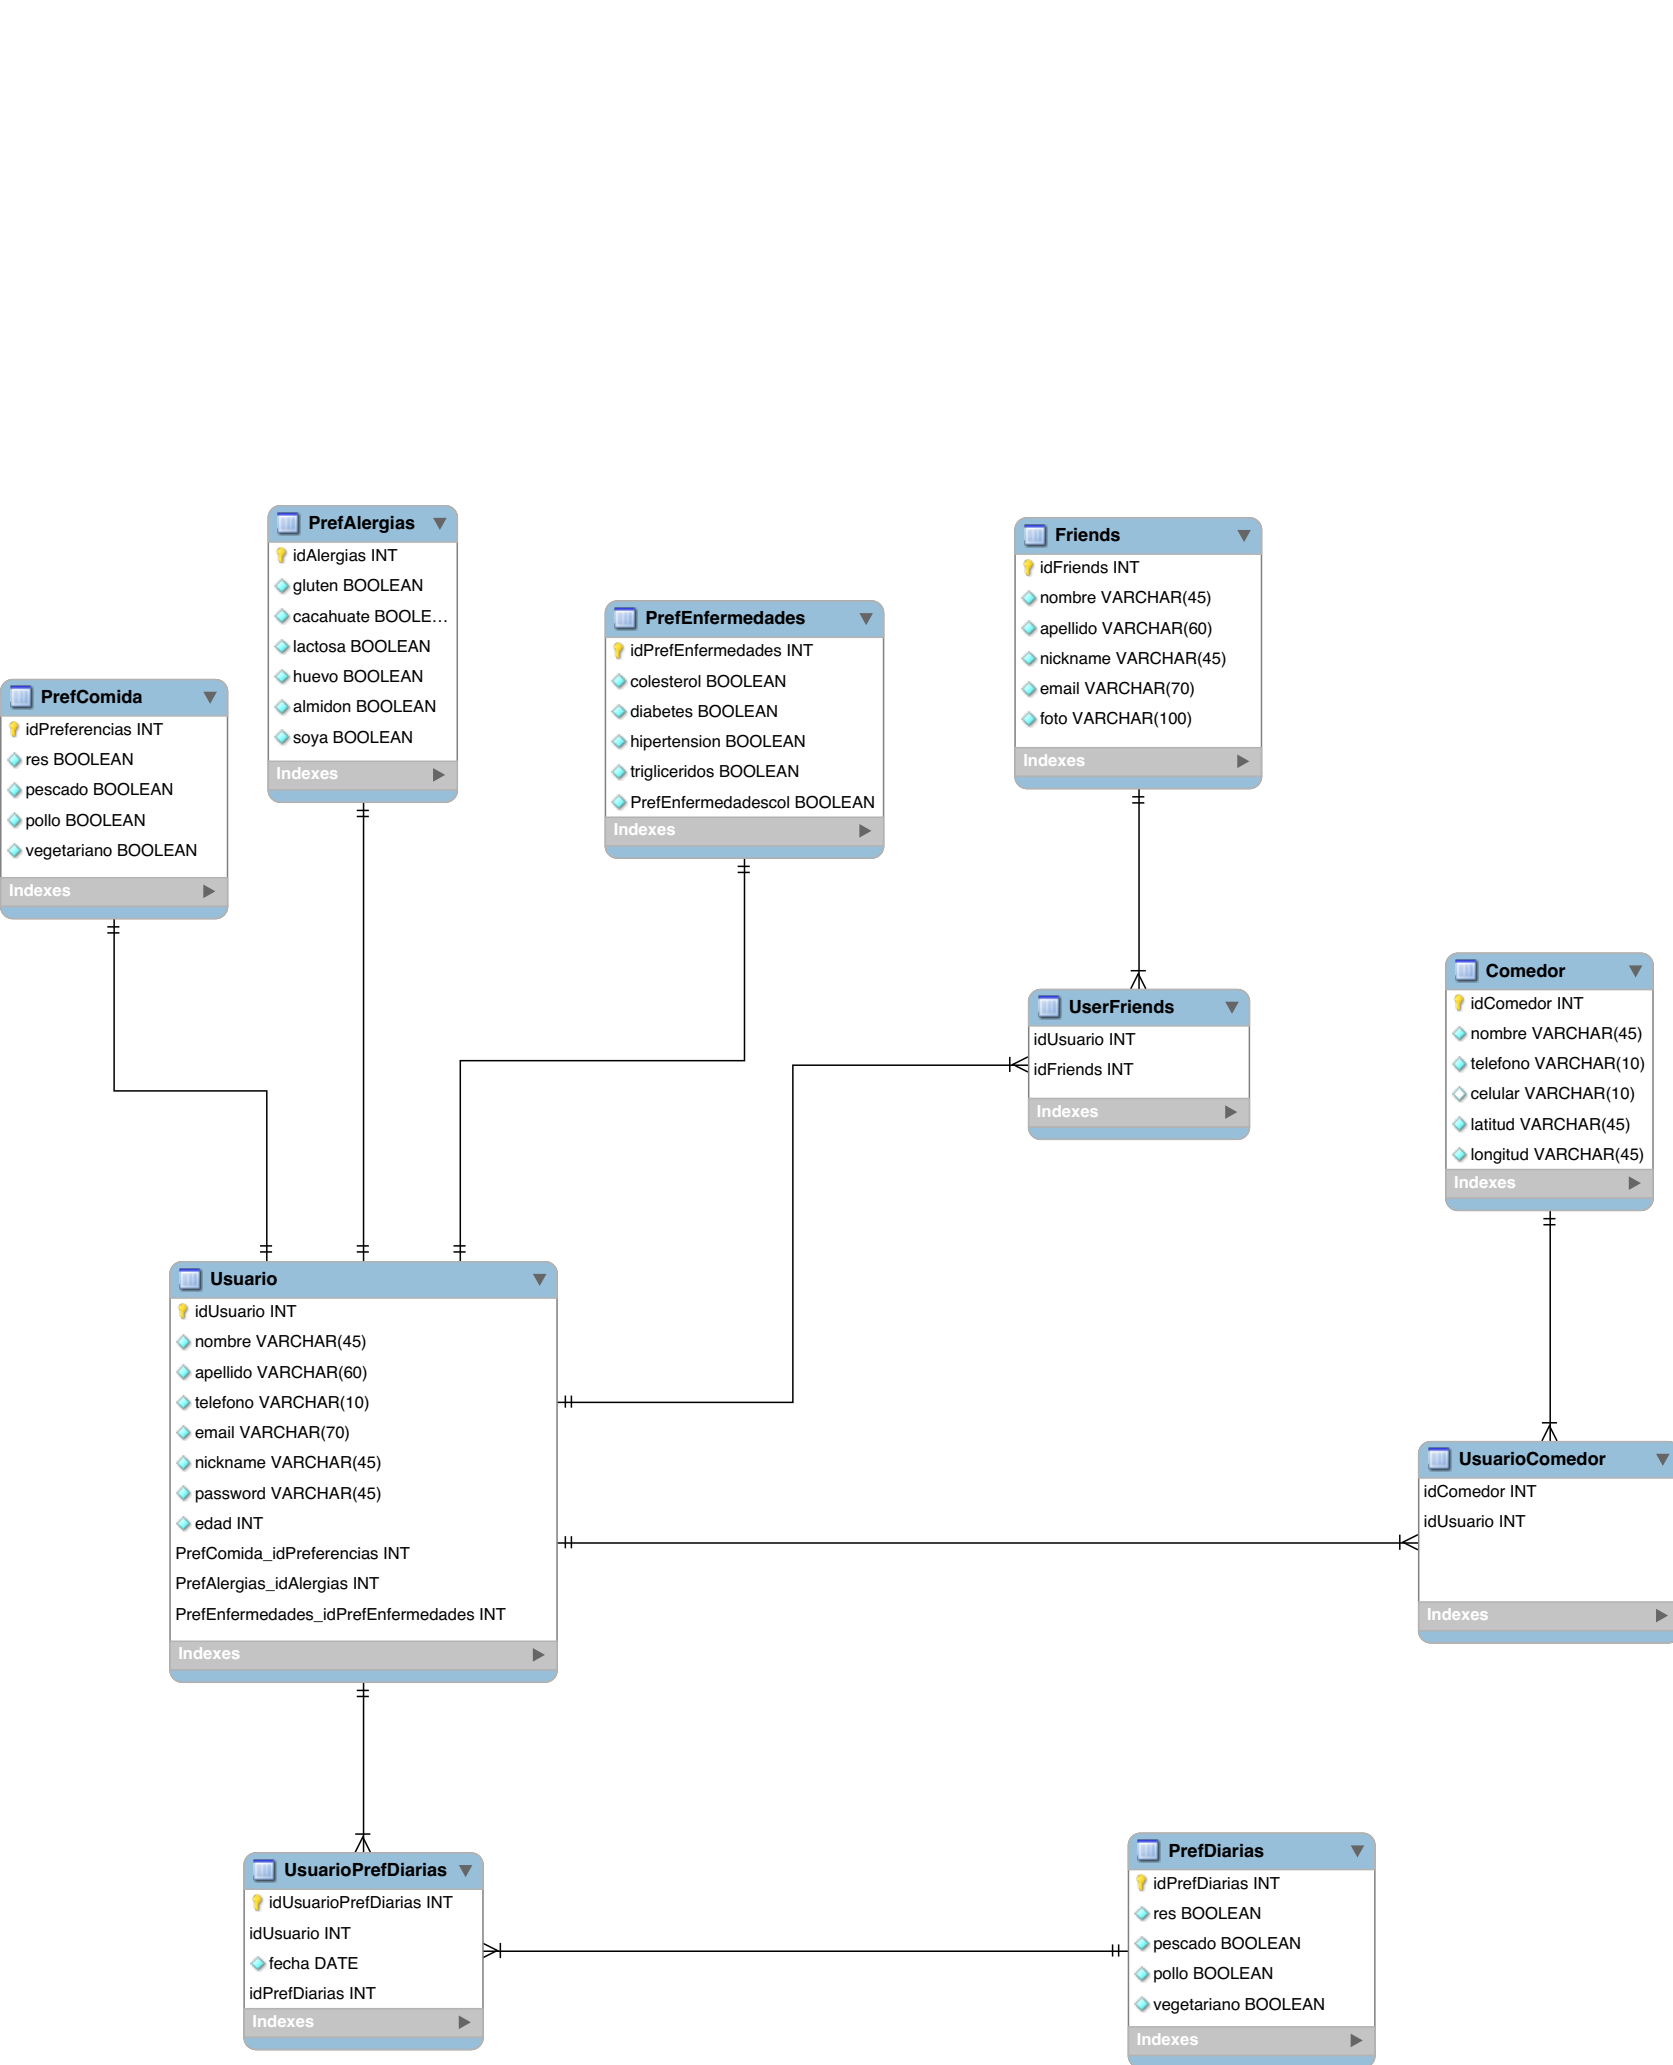 PrefAlergias
idAlergias INT
gluten BOOLEAN
cacahuate BOOLE...
lactosa BOOLEAN
huevo BOOLEAN
almidon BOOLEAN
soya BOOLEAN
Indexes
Friends
idFriends INT
nombre VARCHAR(45)
apellido VARCHAR(60)
nickname VARCHAR(45)
email VARCHAR(70)
foto VARCHAR(100)
Indexes
PrefEnfermedades
idPrefEnfermedades INT
colesterol BOOLEAN
diabetes BOOLEAN
hipertension BOOLEAN
trigliceridos BOOLEAN
PrefEnfermedadescol BOOLEAN
Indexes
PrefComida
idPreferencias INT
res BOOLEAN
pescado BOOLEAN
pollo BOOLEAN
vegetariano BOOLEAN
Indexes
Comedor
idComedor INT
nombre VARCHAR(45)
telefono VARCHAR(10)
celular VARCHAR(10)
latitud VARCHAR(45)
longitud VARCHAR(45)
Indexes
UserFriends
idUsuario INT
idFriends INT
Indexes
Usuario
idUsuario INT
nombre VARCHAR(45)
apellido VARCHAR(60)
telefono VARCHAR(10)
email VARCHAR(70)
nickname VARCHAR(45)
password VARCHAR(45)
edad INT
PrefComida_idPreferencias INT
PrefAlergias_idAlergias INT
PrefEnfermedades_idPrefEnfermedades INT
Indexes
UsuarioComedor
idComedor INT
idUsuario INT
Indexes
UsuarioPrefDiarias
idUsuarioPrefDiarias INT
idUsuario INT
fecha DATE
idPrefDiarias INT
Indexes
PrefDiarias
idPrefDiarias INT
res BOOLEAN
pescado BOOLEAN
pollo BOOLEAN
vegetariano BOOLEAN
Indexes